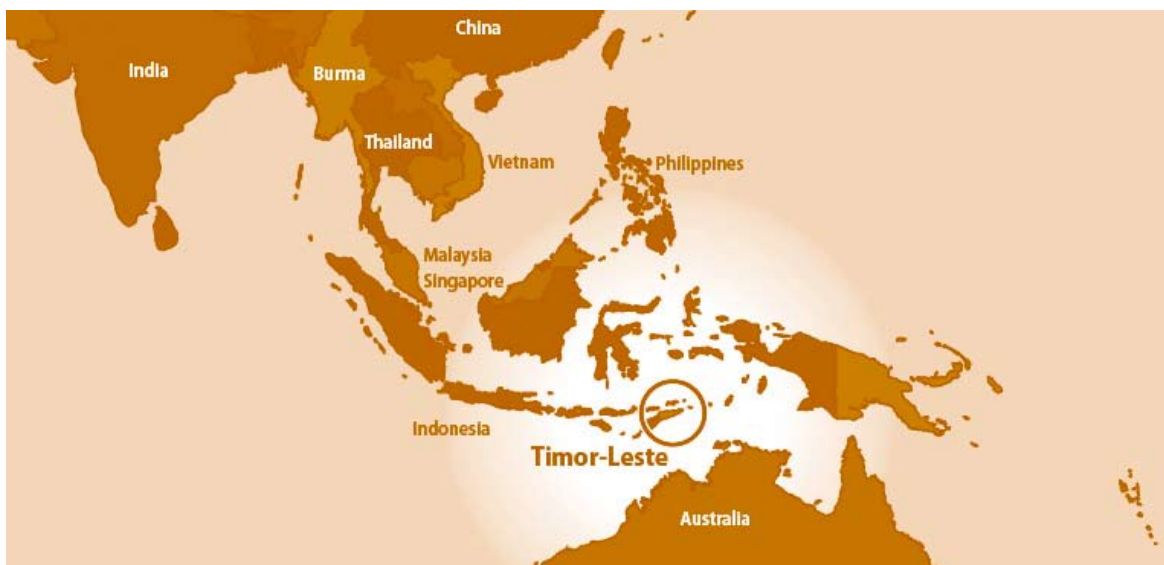 China
India
Burma
Thailand
Vietnam
Philippines
Malaysia
Singapore
Indonesia
Timor-Leste
Australia